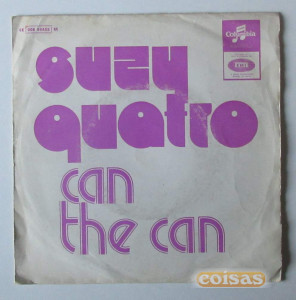 Columbia
EMI
suzy
quatro
can
the can
coisas